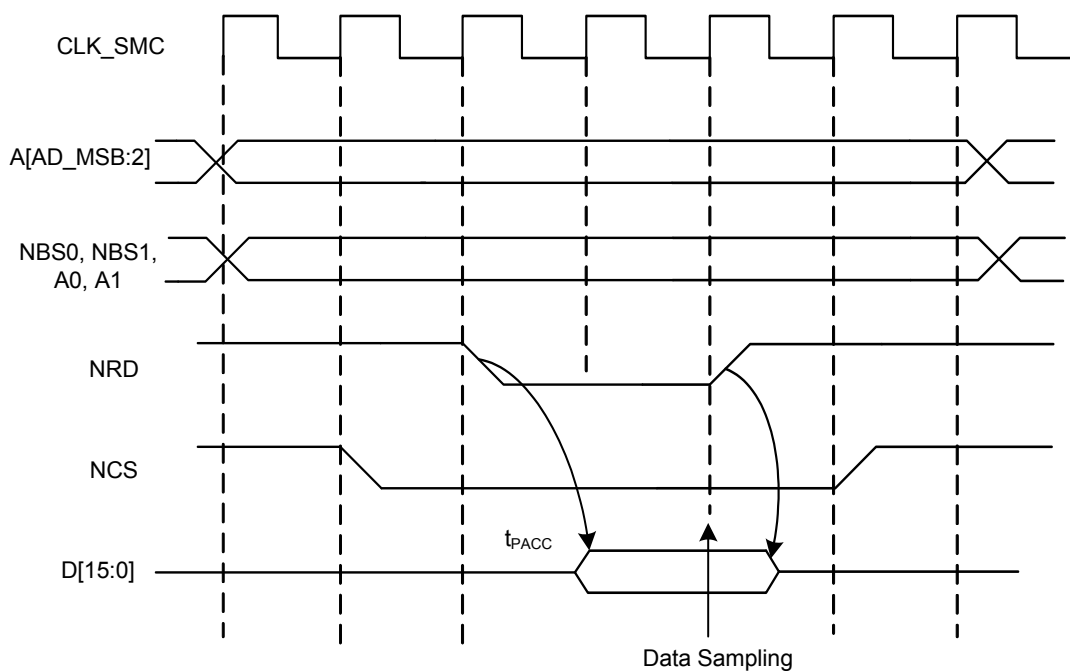 CLK_SMC
A[AD_MSB:2]
NBS0, NBS1,
A0, A1
NRD
NCS
tPACC
D[15:0]
Data Sampling